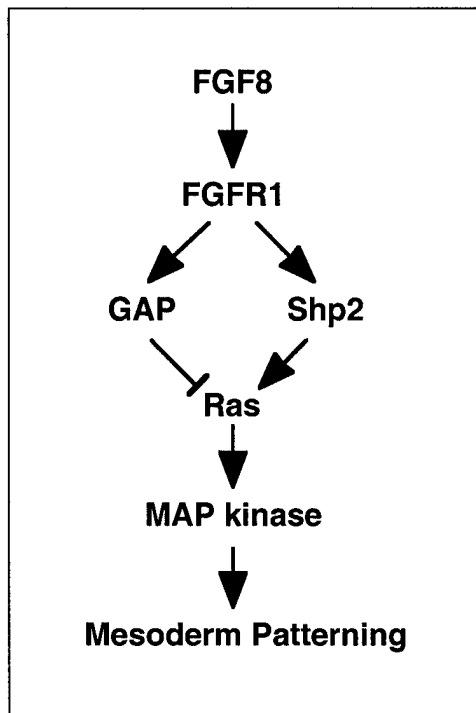 FGF8
FGFR1
GAP Shp2
Ras
MAP kinase
Mesoderm Patterning